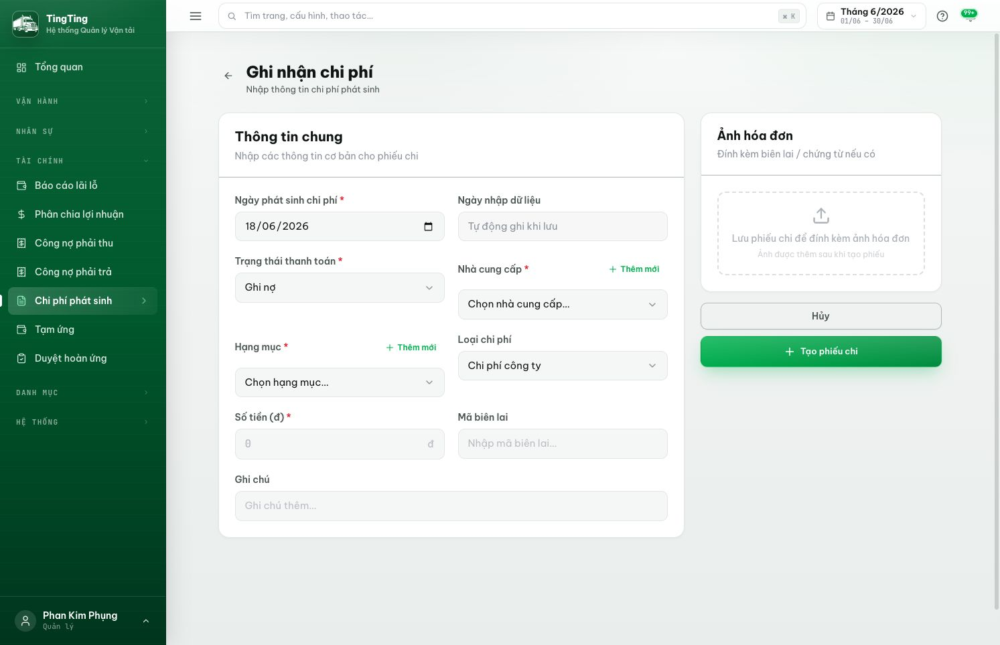 TingTing
Hệ thống Quản lý Vận tải
Tổng quan
VẬN HÀNH
NHÂN SỰ
TÀI CHÍNH
Báo cáo lãi lỗ
Phân chia lợi nhuận
Công nợ phải thu
Công nợ phải trả
Chi phí phát sinh
Tạm ứng
Duyệt hoàn ứng
DANH MỤC
HỆ THỐNG
Phan Kim Phụng
Quản lý
Tìm trang, cấu hình, thao tác...
⌘ K
Tháng 6/2026
01/06 – 30/06
99+
Ghi nhận chi phí
Nhập thông tin chi phí phát sinh
Thông tin chung
Nhập các thông tin cơ bản cho phiếu chi
Ngày phát sinh chi phí *
18/06/2026
Ngày nhập dữ liệu
Tự động ghi khi lưu
Trạng thái thanh toán *
Ghi nợ
Nhà cung cấp *
Thêm mới
Chọn nhà cung cấp...
Hạng mục *
Thêm mới
Chọn hạng mục...
Loại chi phí
Chi phí công ty
Số tiền (đ) *
0 đ
Mã biên lai
Nhập mã biên lai...
Ghi chú
Ghi chú thêm...
Ảnh hóa đơn
Đính kèm biên lai / chứng từ nếu có
Lưu phiếu chi để đính kèm ảnh hóa đơn
Ảnh được thêm sau khi tạo phiếu
Hủy
Tạo phiếu chi